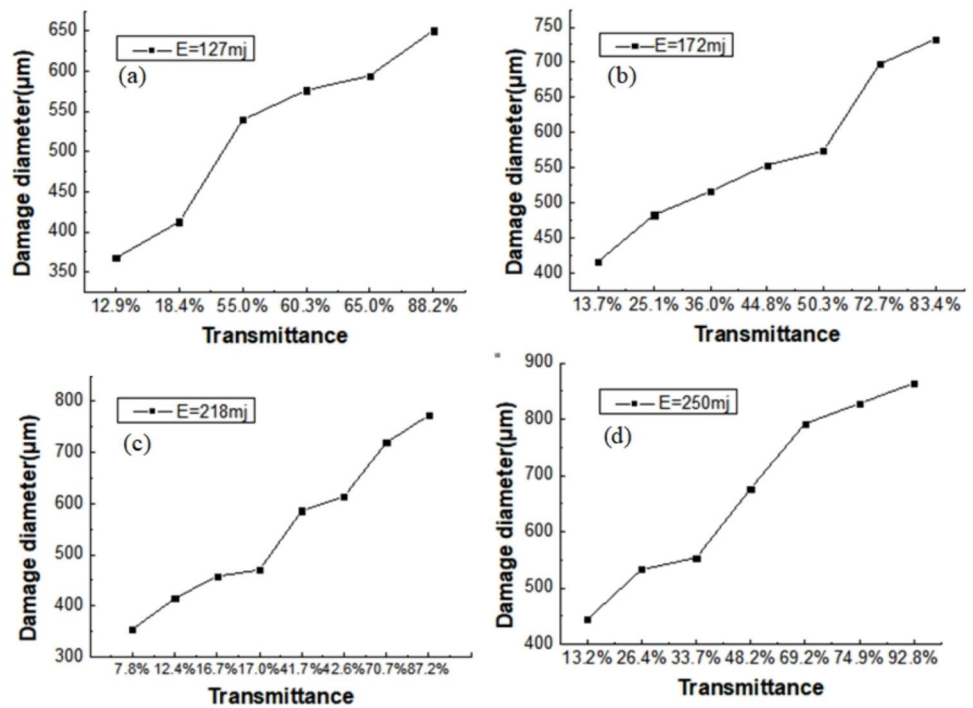 E=127mj
(a)
650
600
550
500
450
400
350
Damage diameter(μm)
12.9% 18.4% 55.0% 60.3% 65.0% 88.2%
Transmittance
E=172mj
(b)
750
700
650
600
550
500
450
400
Damage diameter(μm)
13.7% 25.1% 36.0% 44.8% 50.3% 72.7% 83.4%
Transmittance
E=218mj
(c)
800
700
600
500
400
300
Damage diameter(μm)
7.8% 12.4% 16.7% 17.0% 41.7% 42.6% 70.7% 87.2%
Transmittance
E=250mj
(d)
900
800
700
600
500
400
Damage diameter(μm)
13.2% 26.4% 33.7% 48.2% 69.2% 74.9% 92.8%
Transmittance